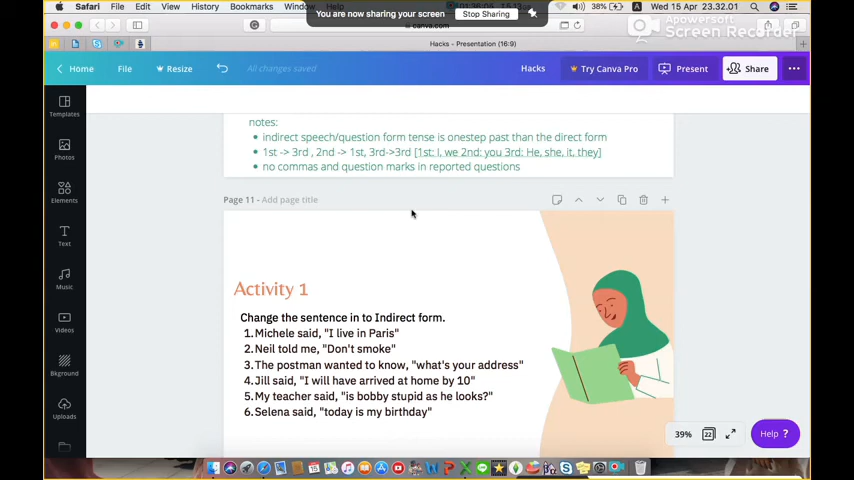 Safari File Edit View History Bookmarks Window
You are now sharing your screen Stop Sharing
38% Wed 15 Apr 23.32.01
canva.com
Apowersoft
Screen Recorder
Hacks - Presentation (16:9)
Home File Resize All changes saved Hacks Try Canva Pro Present Share
Templates
Photos
Elements
Text
Music
Videos
Bkground
Uploads
notes:
indirect speech/question form tense is onestep past than the direct form
1st -> 3rd , 2nd -> 1st, 3rd->3rd [1st: I, we 2nd: you 3rd: He, she, it, they]
no commas and question marks in reported questions
Page 11 - Add page title
Activity 1
Change the sentence in to Indirect form.
1. Michele said, "I live in Paris"
2. Neil told me, "Don't smoke"
3. The postman wanted to know, "what's your address"
4. Jill said, "I will have arrived at home by 10"
5. My teacher said, "is bobby stupid as he looks?"
6. Selena said, "today is my birthday"
39% 22 Help ?